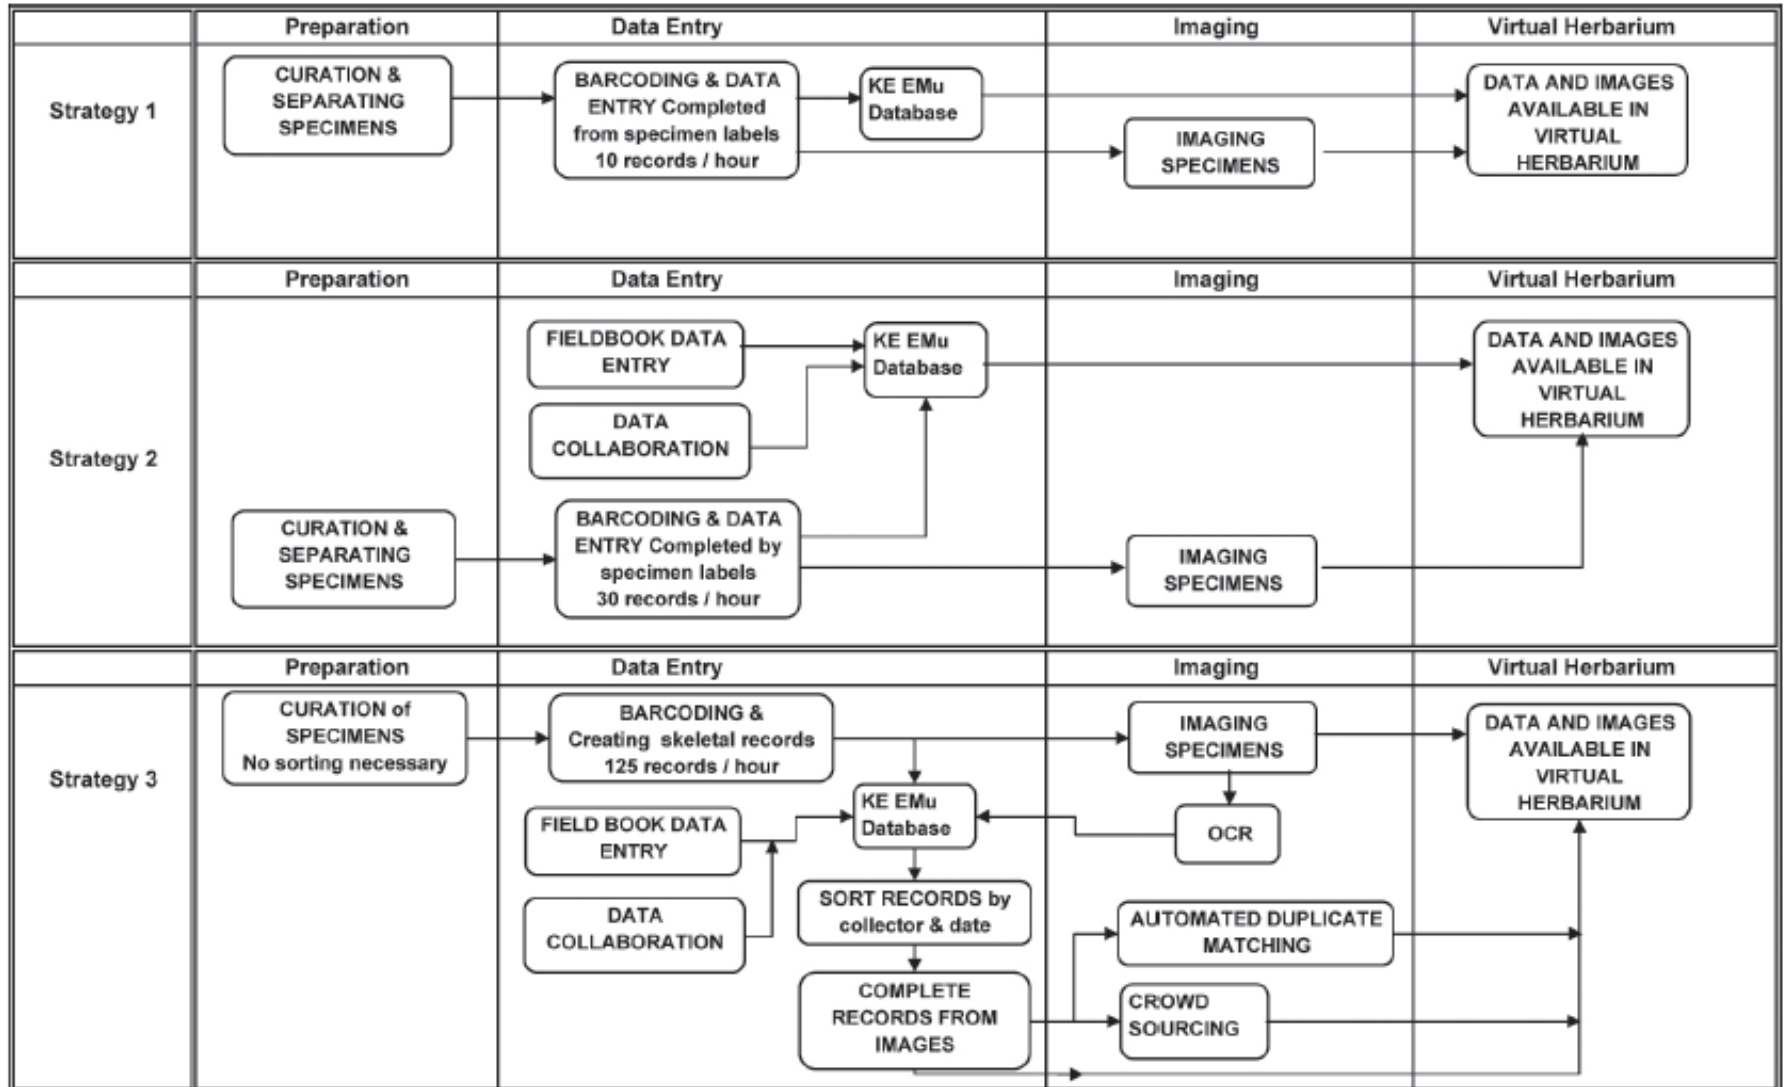 Preparation
Data Entry
Imaging
Virtual Herbarium
Strategy 1
CURATION &
SEPARATING
SPECIMENS
BARCODING & DATA
ENTRY Completed
from specimen labels
10 records / hour
KE EMu
Database
IMAGING
SPECIMENS
DATA AND IMAGES
AVAILABLE IN
VIRTUAL
HERBARIUM
Preparation
Data Entry
Imaging
Virtual Herbarium
Strategy 2
CURATION &
SEPARATING
SPECIMENS
FIELDBOOK DATA
ENTRY
DATA
COLLABORATION
BARCODING & DATA
ENTRY Completed by
specimen labels
30 records / hour
KE EMu
Database
IMAGING
SPECIMENS
DATA AND IMAGES
AVAILABLE IN
VIRTUAL
HERBARIUM
Preparation
Data Entry
Imaging
Virtual Herbarium
Strategy 3
CURATION of
SPECIMENS
No sorting necessary
BARCODING &
Creating skeletal records
125 records / hour
FIELD BOOK DATA
ENTRY
DATA
COLLABORATION
KE EMu
Database
SORT RECORDS by
collector & date
COMPLETE
RECORDS FROM
IMAGES
IMAGING
SPECIMENS
OCR
AUTOMATED DUPLICATE
MATCHING
CROWD
SOURCING
DATA AND IMAGES
AVAILABLE IN
VIRTUAL
HERBARIUM